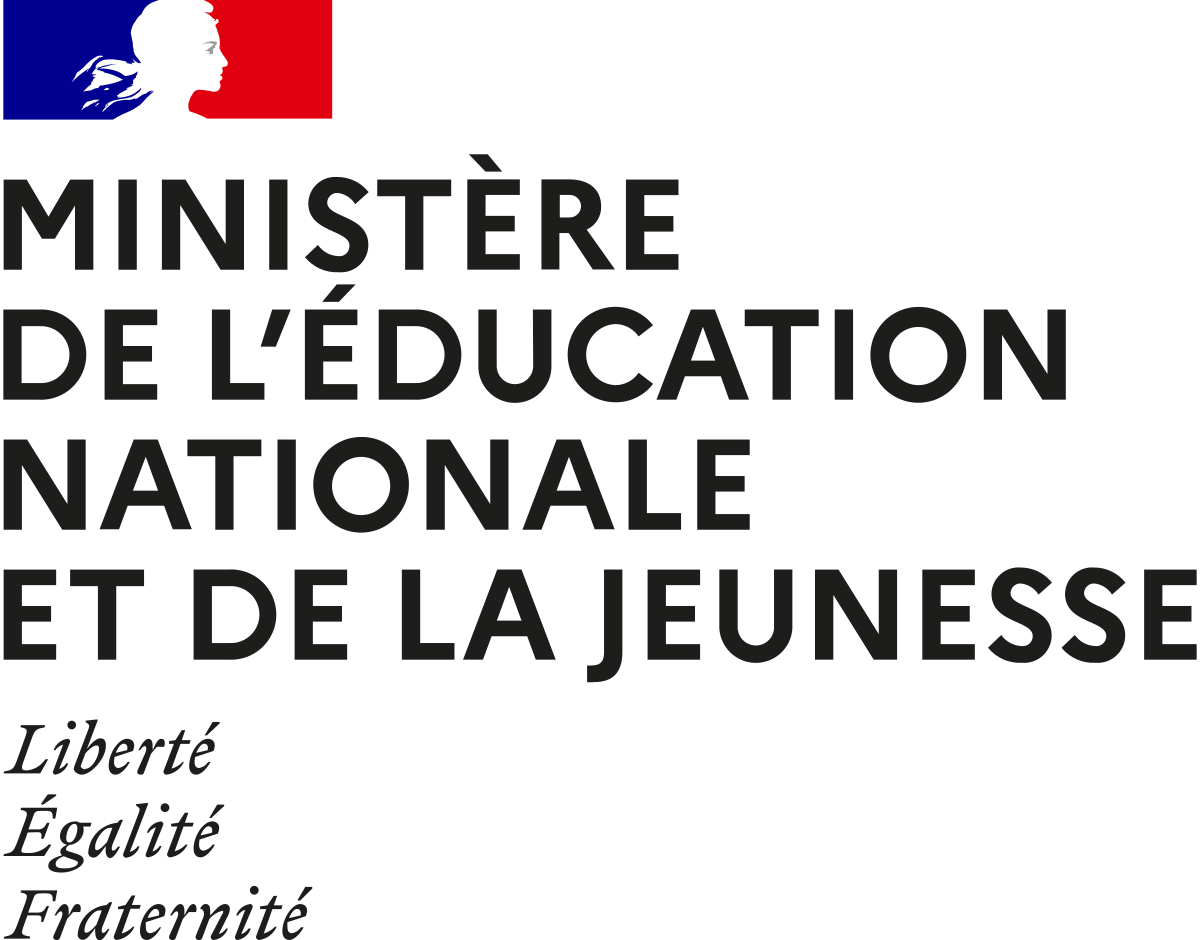 MINISTÈRE
DE L’ÉDUCATION
NATIONALE
ET DE LA JEUNESSE
Liberté
Égalité
Fraternité